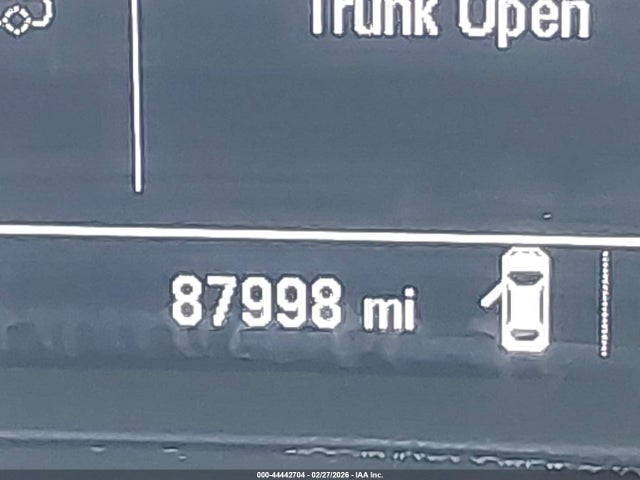 Trunk Open
87998 mi
000-44442704 - 02/27/2026 - IAA Inc.